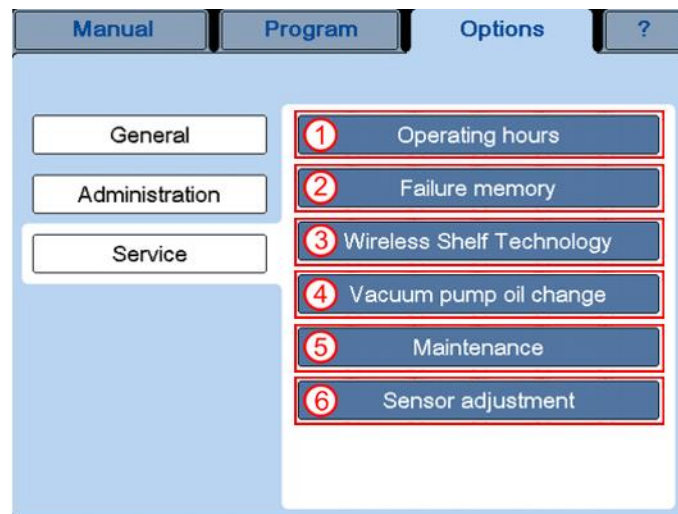 Manual Program Options ?
General
Administration
Service
1 Operating hours
2 Failure memory
3 Wireless Shelf Technology
4 Vacuum pump oil change
5 Maintenance
6 Sensor adjustment